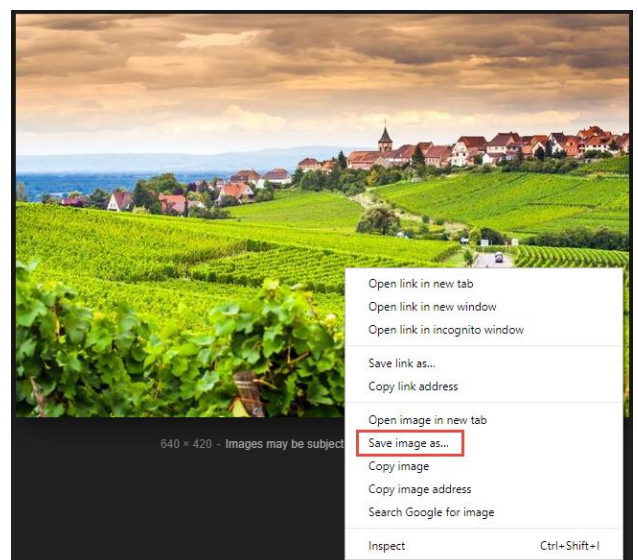 Open link in new tab
Open link in new window
Open link in incognito window
Save link as...
Copy link address
Open image in new tab
640 × 420 - Images may be subject
Save image as...
Copy image
Copy image address
Search Google for image
Inspect Ctrl+Shift+I